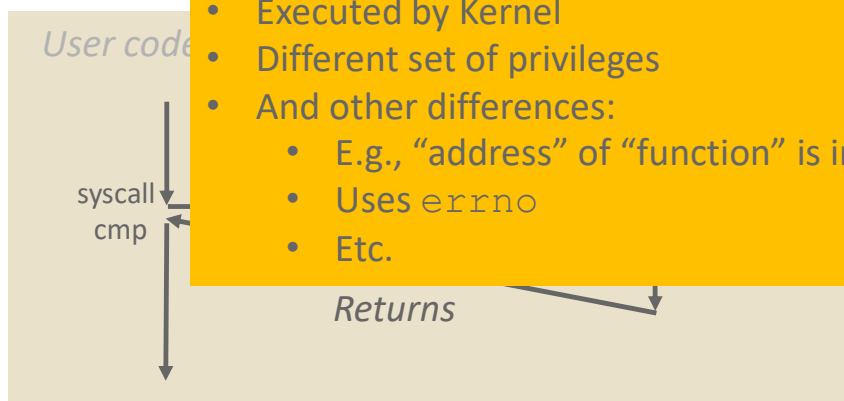 • Executed by Kernel
User code
• Different set of privileges
• And other differences:
• E.g., “address” of “function” is
syscall
• Uses errno
cmp
• Etc.
Returns